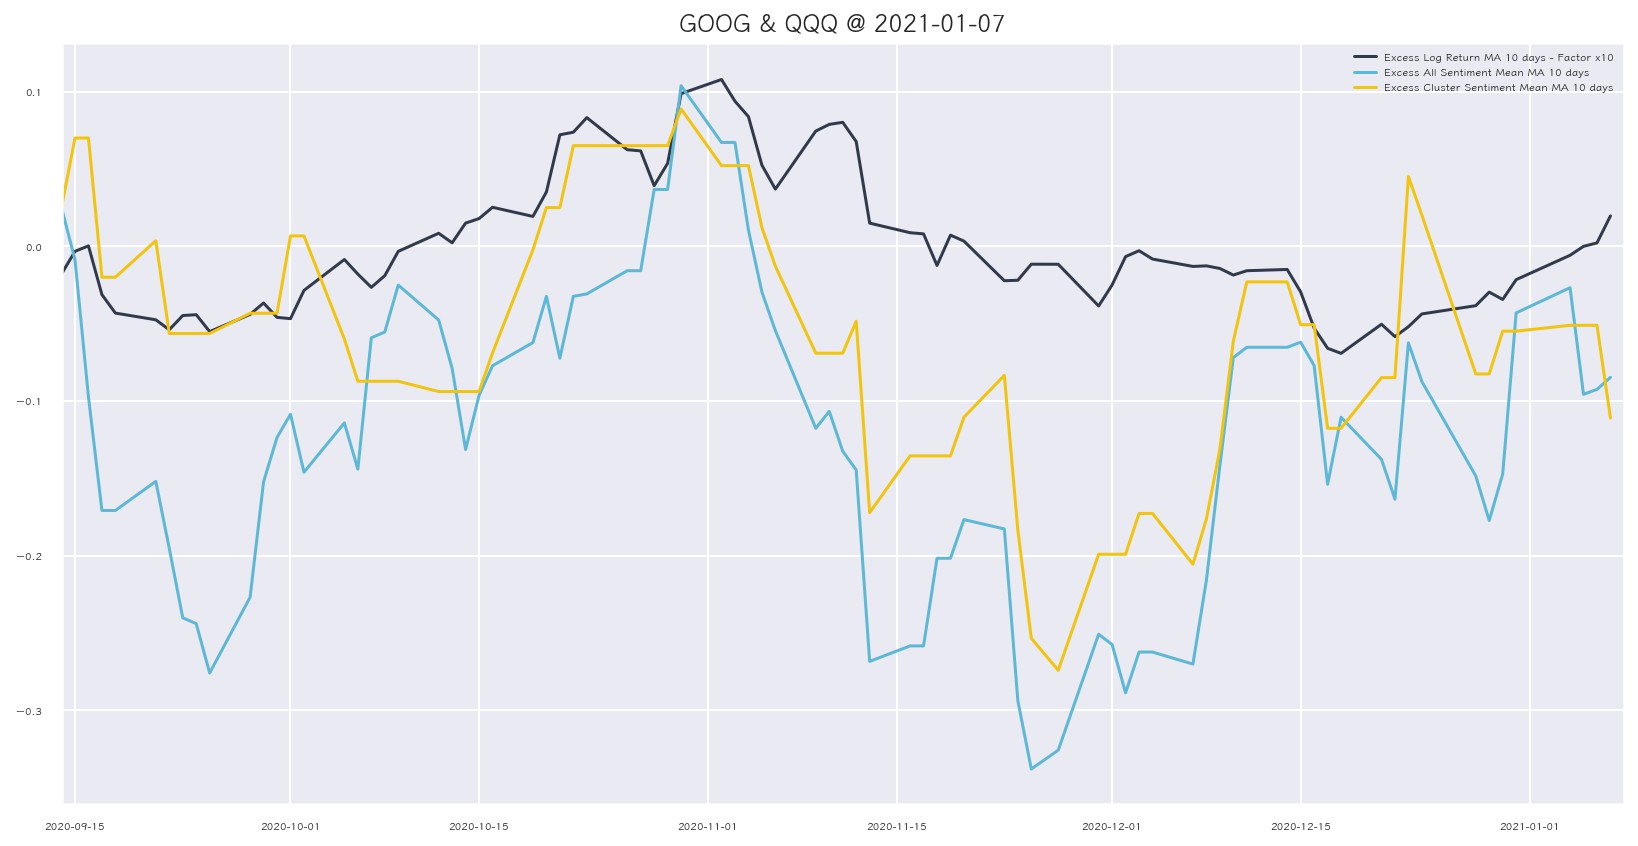 GOOG & QQQ @ 2021-01-07
Excess Log Return MA 10 days - Factor x10
Excess All Sentiment Mean MA 10 days
Excess Cluster Sentiment Mean MA 10 days
0.1
0.0
−0.1
−0.2
−0.3
2020-09-15 2020-10-01 2020-10-15 2020-11-01 2020-11-15 2020-12-01 2020-12-15 2021-01-01